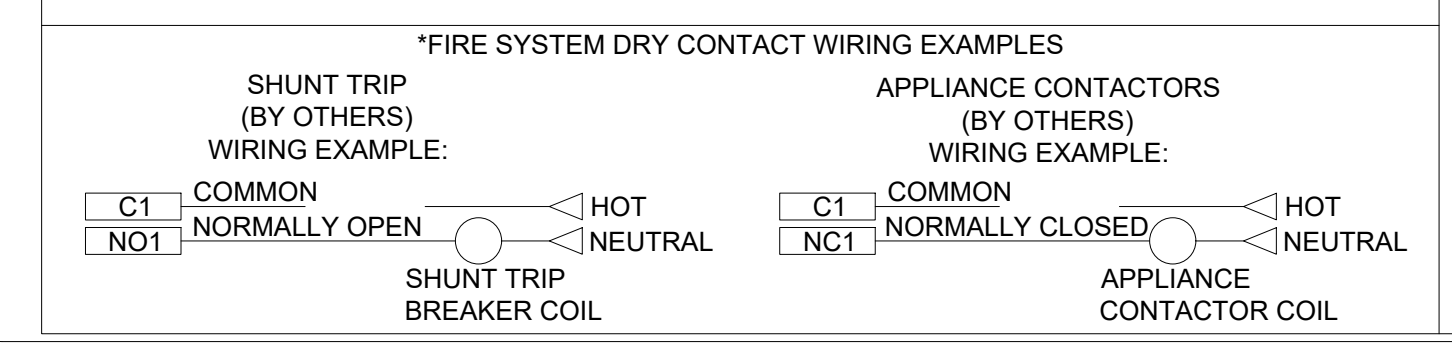 *FIRE SYSTEM DRY CONTACT WIRING EXAMPLES
SHUNT TRIP
(BY OTHERS)
WIRING EXAMPLE:
C1 COMMON HOT
NO1 NORMALLY OPEN NEUTRAL
SHUNT TRIP
BREAKER COIL
APPLIANCE CONTACTORS
(BY OTHERS)
WIRING EXAMPLE:
C1 COMMON HOT
NC1 NORMALLY CLOSED NEUTRAL
APPLIANCE
CONTACTOR COIL